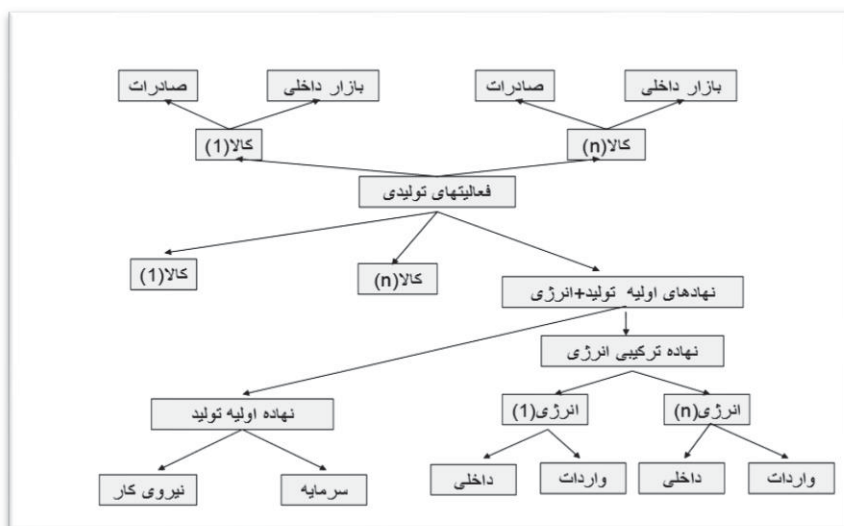 بازار داخلی
صادرات
بازار داخلی
صادرات
کالا(n)
کالا(1)
فعالیتهای تولیدی
نهادهای اولیه تولید+انرژی
کالا(n)
کالا(1)
نهاده ترکیبی انرژی
انرژی(n)
انرژی(1)
نهاده اولیه تولید
واردات
داخلی
واردات
داخلی
سرمایه
نیروی کار